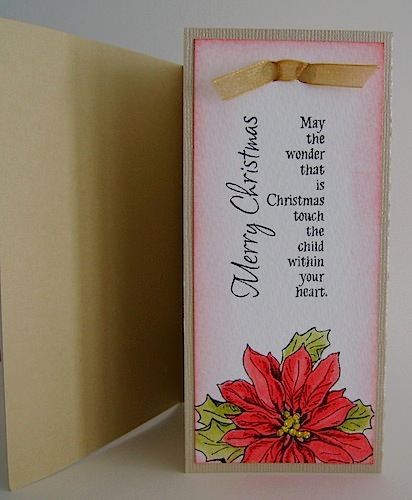 Merry Christmas
May
the
wonder
that
is
Christmas
touch
the
child
within
your
heart.